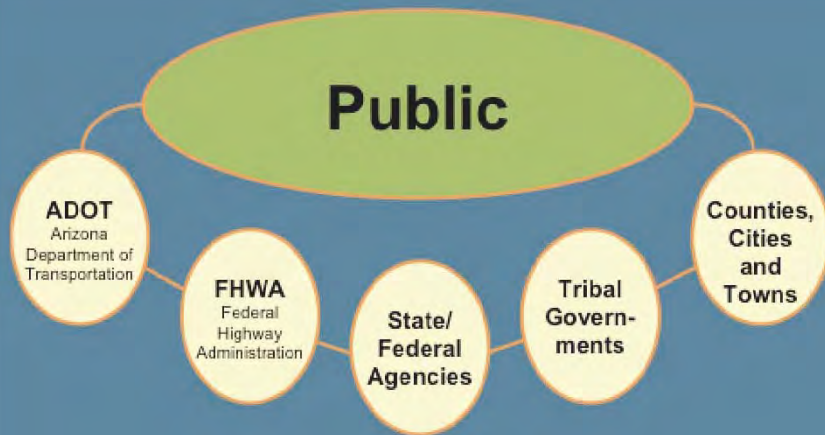 Public
ADOT
Arizona
Department of
Transportation
FHWA
Federal
Highway
Administration
State/
Federal
Agencies
Tribal
Govern-
ments
Counties,
Cities
and
Towns